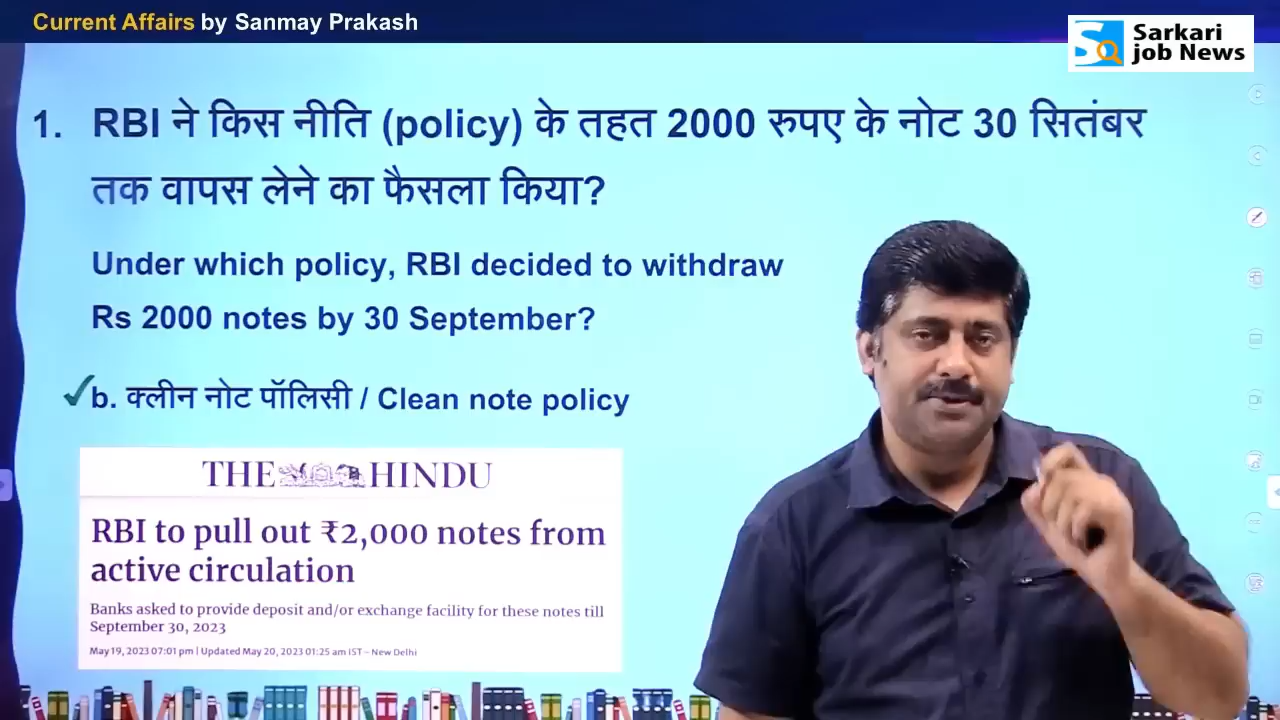 Current Affairs by Sanmay Prakash
Sarkari
Job News
1. RBI ने किस नीति (policy) के तहत 2000 रुपए के नोट 30 सितंबर
तक वापस लेने का फैसला किया?
Under which policy, RBI decided to withdraw
Rs 2000 notes by 30 September?
b. क्लीन नोट पॉलिसी / Clean note policy
THE HINDU
RBI to pull out ₹2,000 notes from
active circulation
Banks asked to provide deposit and/or exchange facility for these notes till
September 30, 2023
May 19, 2023 07:01 pm | Updated May 20, 2023 01:25 am IST - New Delhi